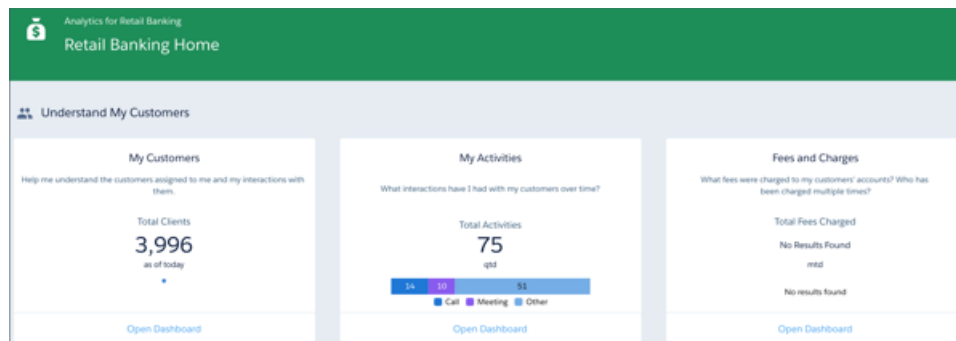 Analytics for Retail Banking
Retail Banking Home
Understand My Customers
My Customers
Help me understand the customers assigned to me and my interactions with
them.
Total Clients
3,996
as of today
Open Dashboard
My Activities
What interactions have I had with my customers over time?
Total Activities
75
qtd
14 10 51
Call Meeting Other
Open Dashboard
Fees and Charges
What fees were charged to my customers' accounts? Who has
been charged multiple times?
Total Fees Charged
No Results Found
mtd
No results found
Open Dashboard